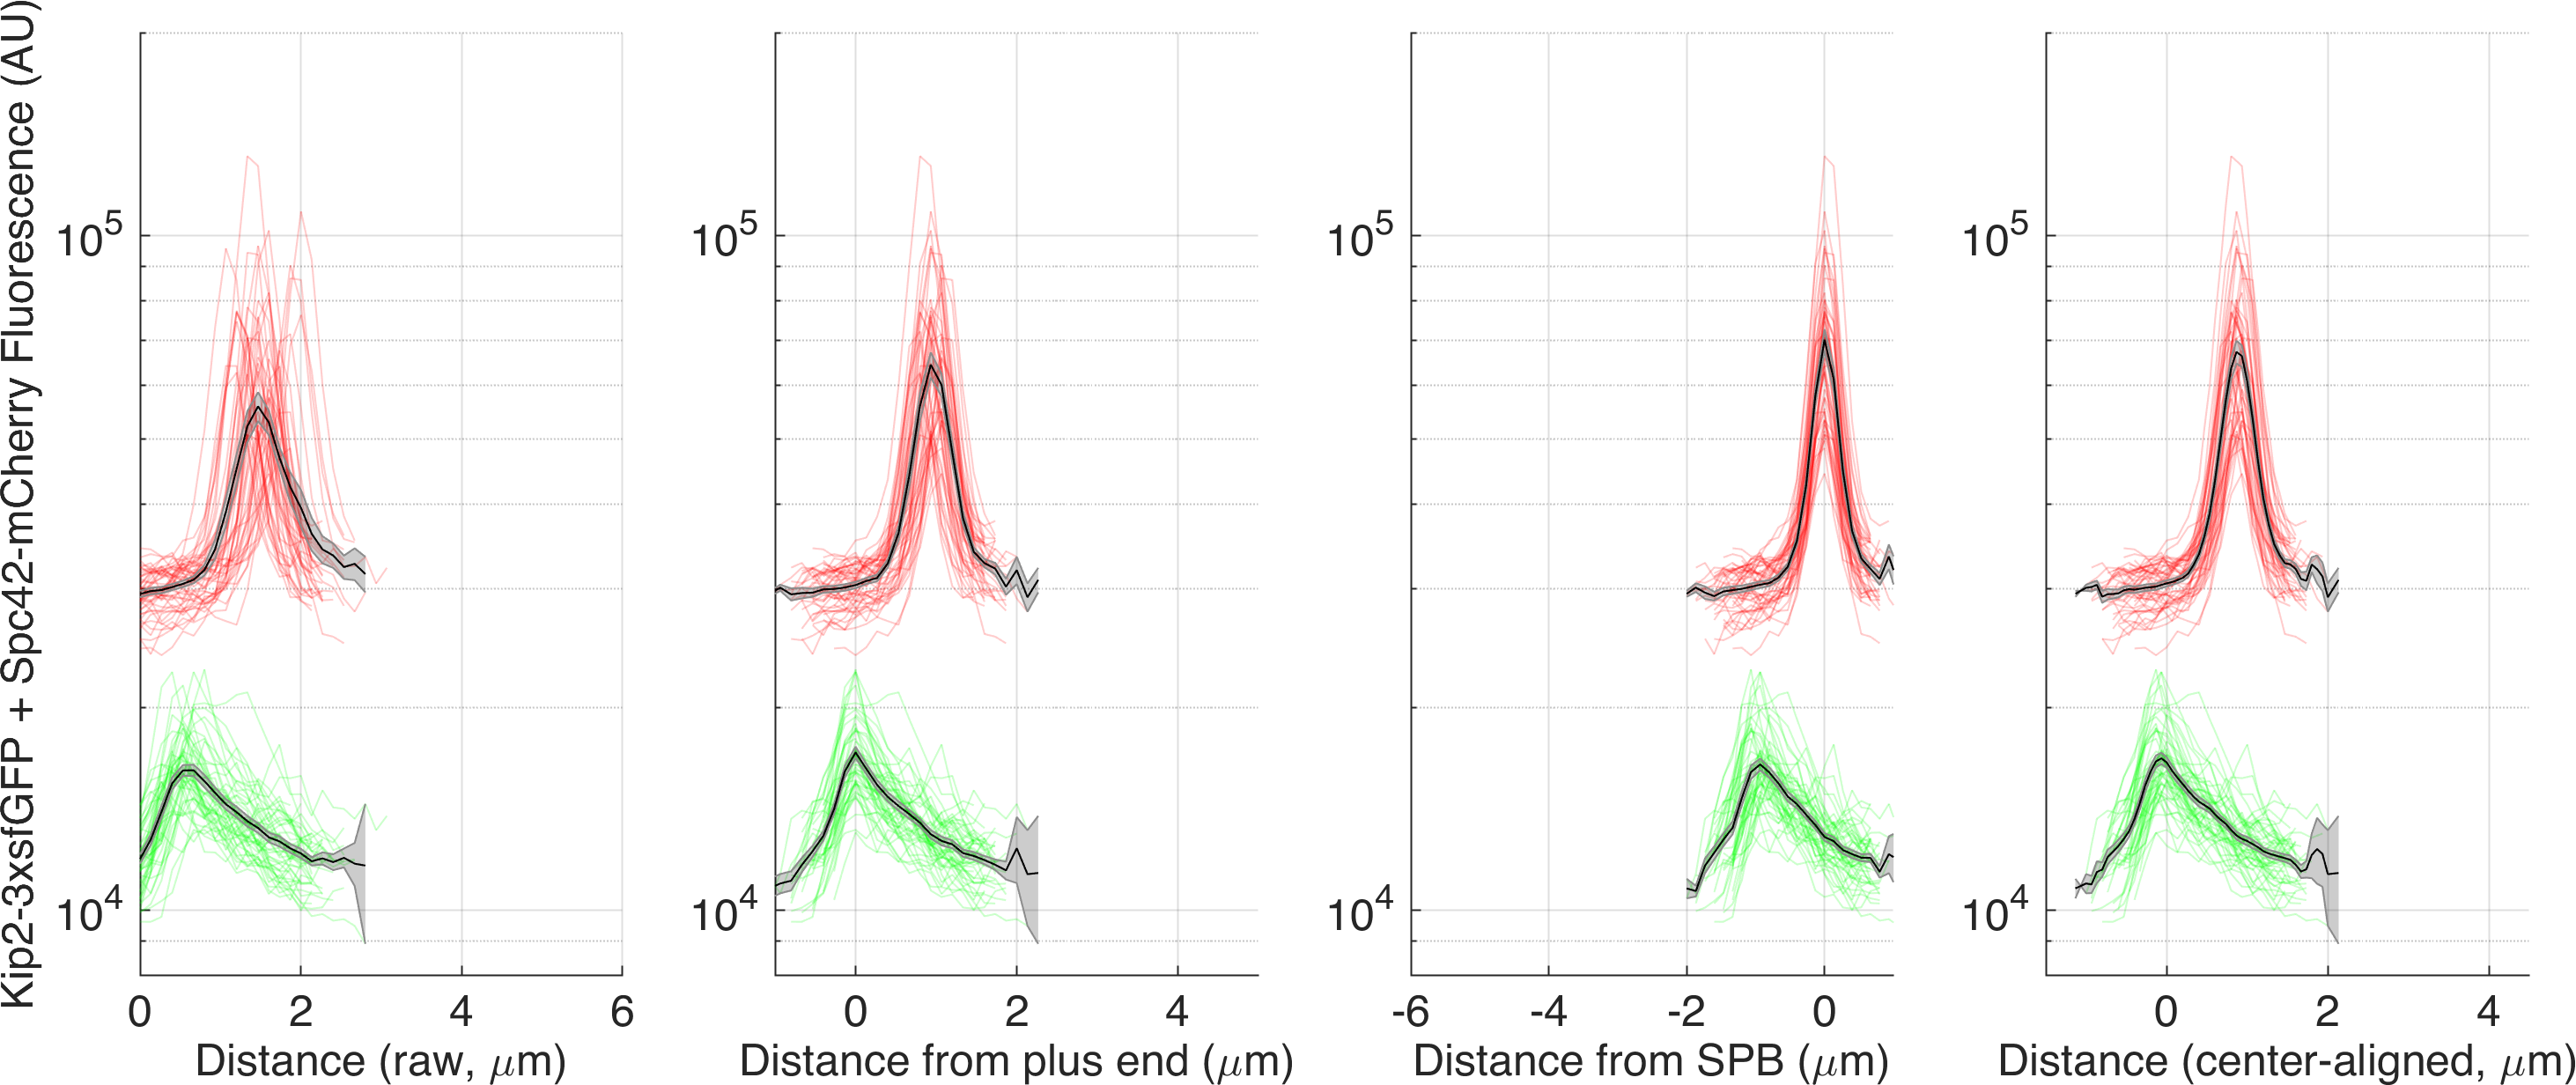 Kip2-3xsfGFP + Spc42-mCherry Fluorescence (AU)
10^5
10^4
0 2 4 6
Distance (raw, μm)
10^5
10^4
0 2 4
Distance from plus end (μm)
10^5
10^4
-6 -4 -2 0
Distance from SPB (μm)
10^5
10^4
0 2 4
Distance (center-aligned, μm)